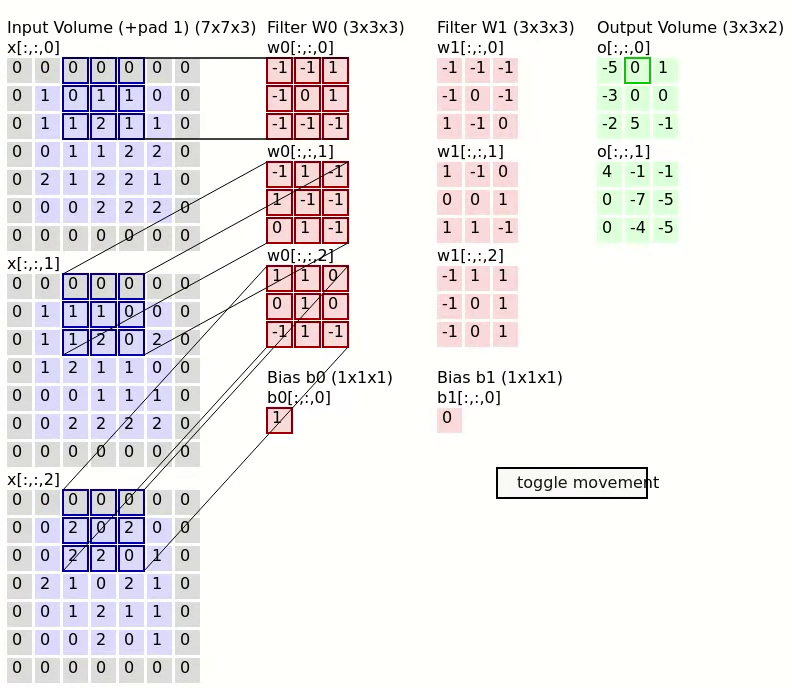 Input Volume (+pad 1) (7x7x3)
x[:,:,0]
0 0 0 0 0 0 0
0 1 0 1 1 0 0
0 1 1 2 1 1 0
0 0 1 1 2 2 0
0 2 1 2 2 1 0
0 0 0 2 2 2 0
0 0 0 0 0 0 0
x[:,:,1]
0 0 0 0 0 0 0
0 1 1 1 0 0 0
0 1 1 2 0 2 0
0 1 2 1 1 0 0
0 0 0 1 1 1 0
0 0 2 2 2 2 0
0 0 0 0 0 0 0
x[:,:,2]
0 0 0 0 0 0 0
0 0 2 0 2 0 0
0 0 2 2 0 1 0
0 2 1 0 2 1 0
0 0 1 2 1 1 0
0 0 0 2 0 1 0
0 0 0 0 0 0 0
Filter W0 (3x3x3)
w0[:,:,0]
-1 -1 1
-1 0 1
-1 -1 -1
w0[:,:,1]
-1 1 -1
1 -1 -1
0 1 -1
w0[:,:,2]
1 1 0
0 1 0
-1 1 -1
Bias b0 (1x1x1)
b0[:,:,0]
1
Filter W1 (3x3x3)
w1[:,:,0]
-1 -1 -1
-1 0 -1
1 -1 0
w1[:,:,1]
1 -1 0
0 0 1
1 1 -1
w1[:,:,2]
-1 1 1
-1 0 1
-1 0 1
Bias b1 (1x1x1)
b1[:,:,0]
0
Output Volume (3x3x2)
o[:,:,0]
-5 0 1
-3 0 0
-2 5 -1
o[:,:,1]
4 -1 -1
0 -7 -5
0 -4 -5
toggle movement